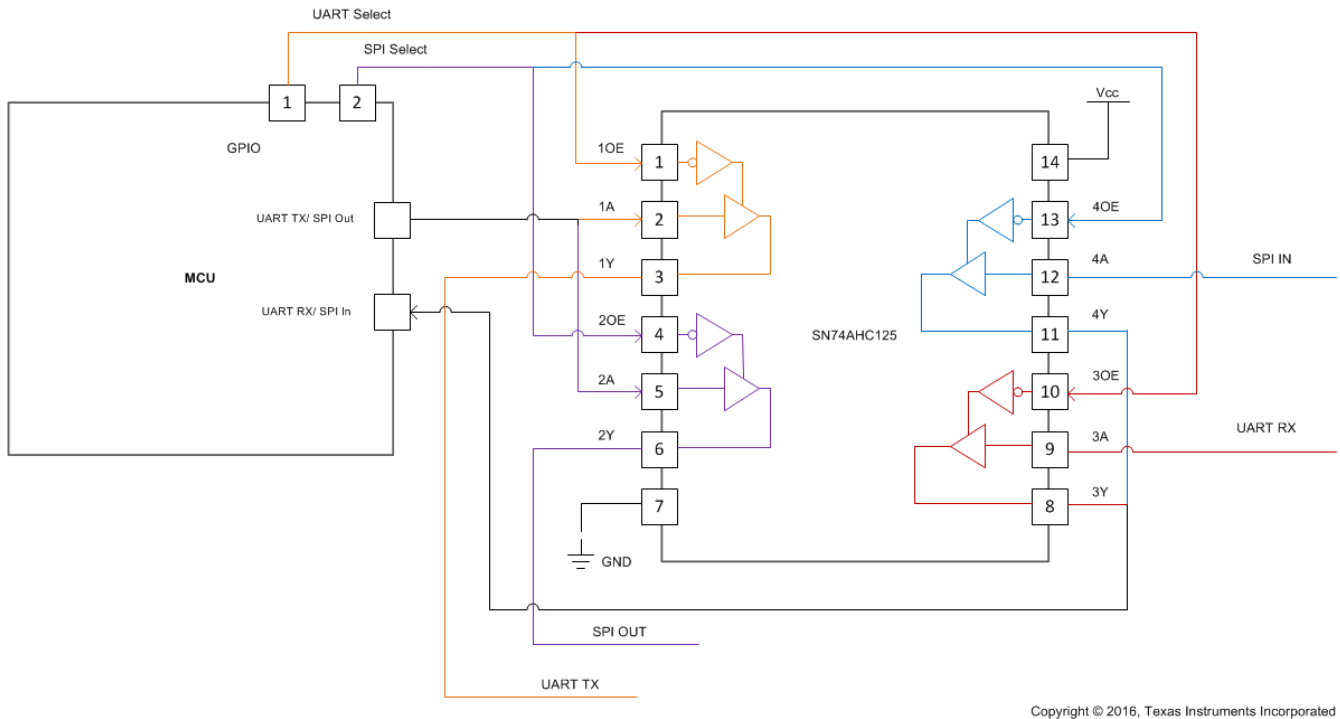 UART Select
SPI Select
1
2
GPIO
UART TX/ SPI Out
MCU
UART RX/ SPI In
1OE
1
1A
2
1Y
3
2OE
4
2A
5
2Y
6
7
GND
SN74AHC125
Vcc
14
13
4OE
12
4A
SPI IN
11
4Y
10
3OE
9
3A
UART RX
8
3Y
SPI OUT
UART TX
Copyright © 2016, Texas Instruments Incorporated